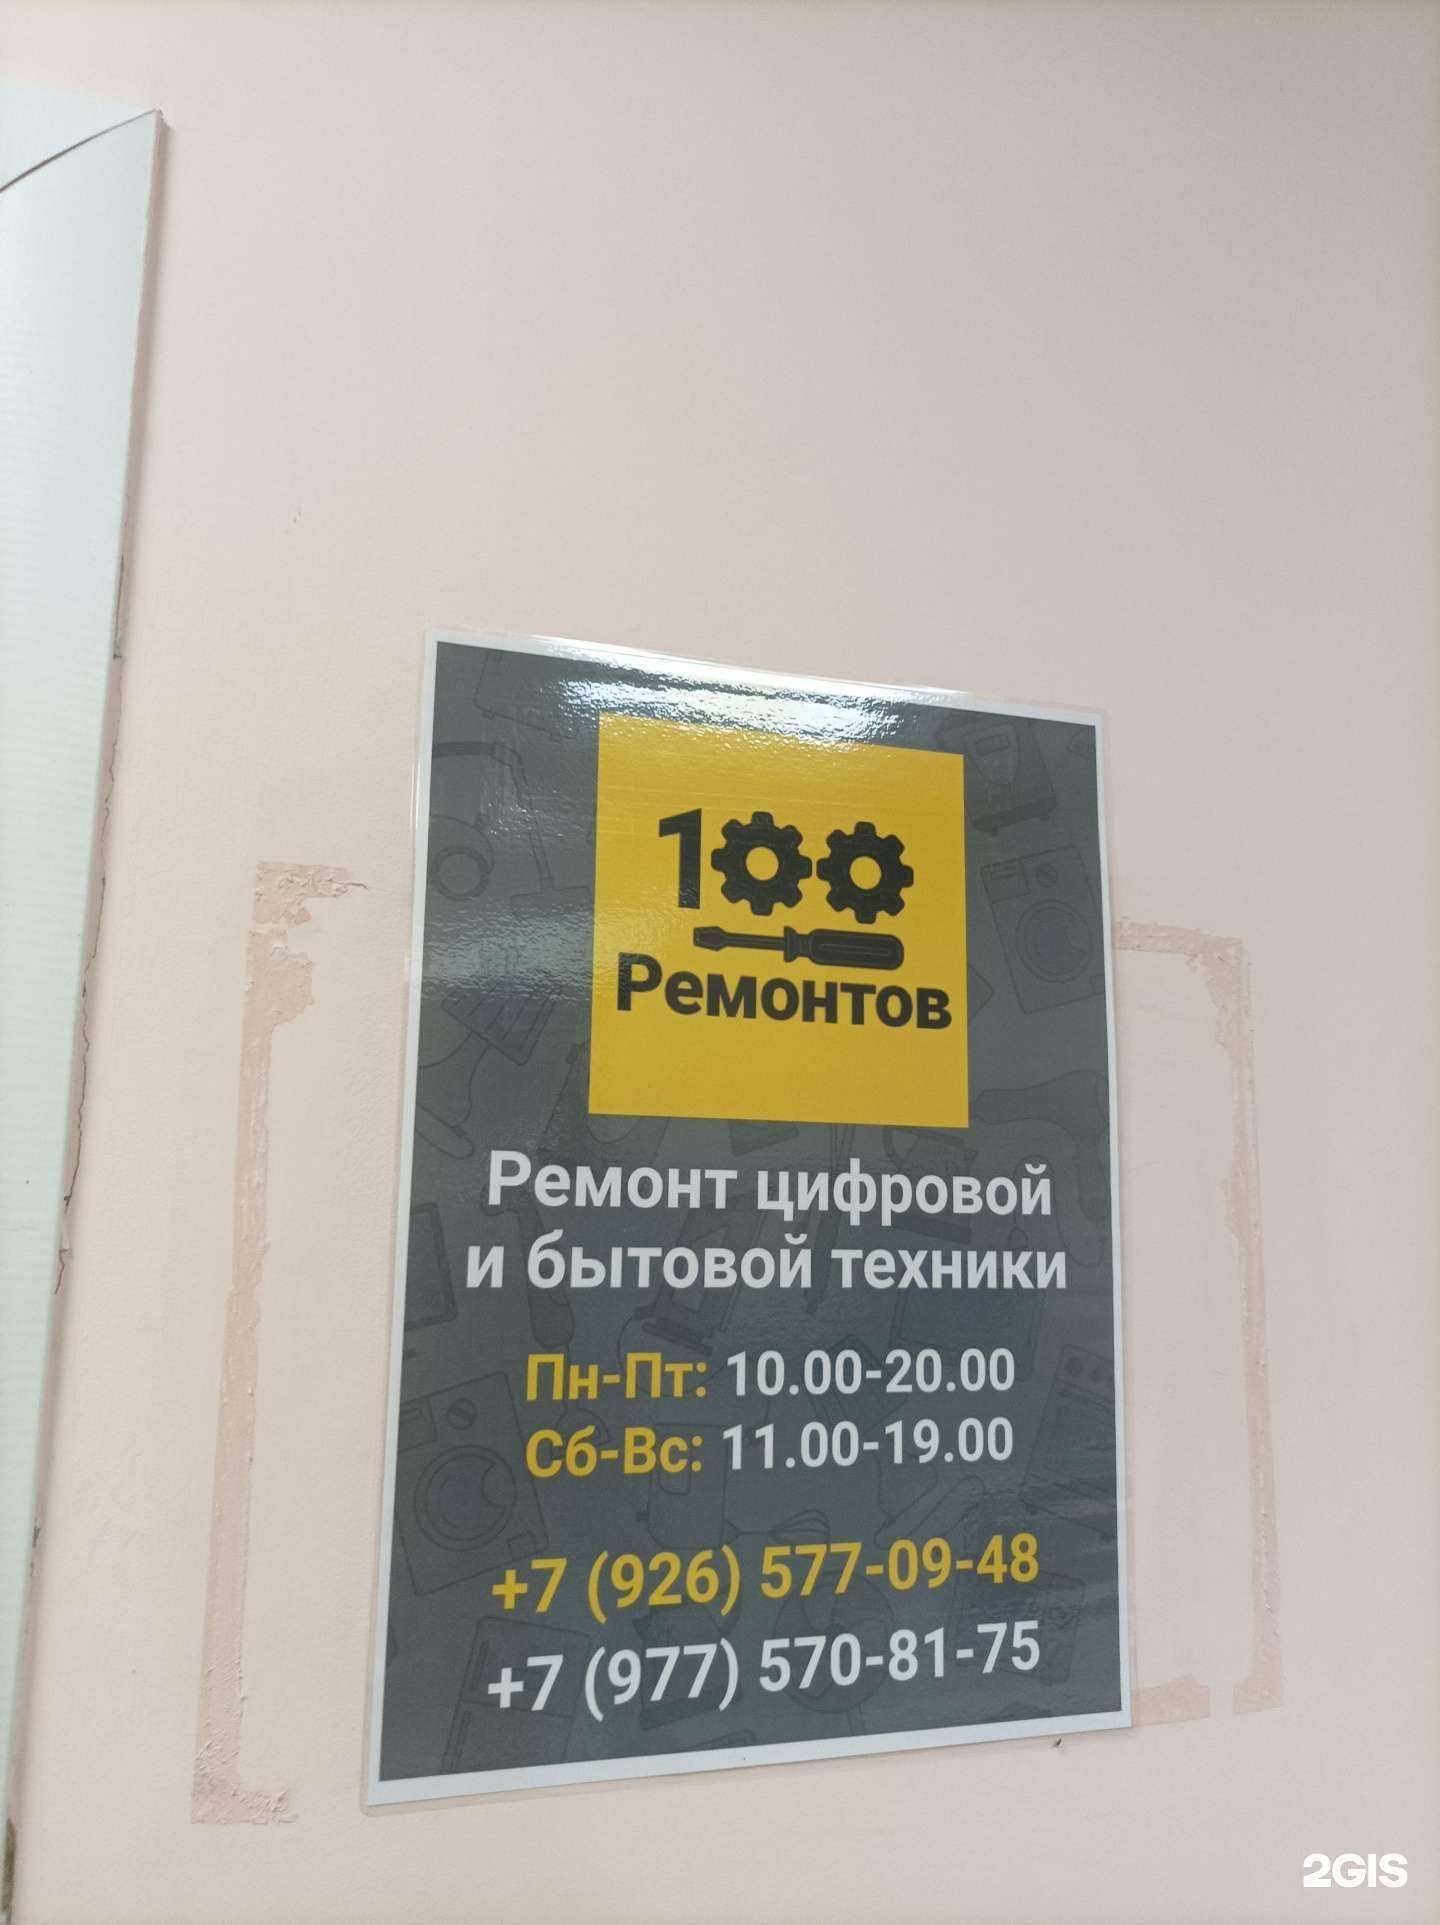 100
Ремонтов
Ремонт цифровой
и бытовой техники
Пн-Пт: 10.00-20.00
Сб-Вс: 11.00-19.00
+7 (926) 577-09-48
+7 (977) 570-81-75
2GIS